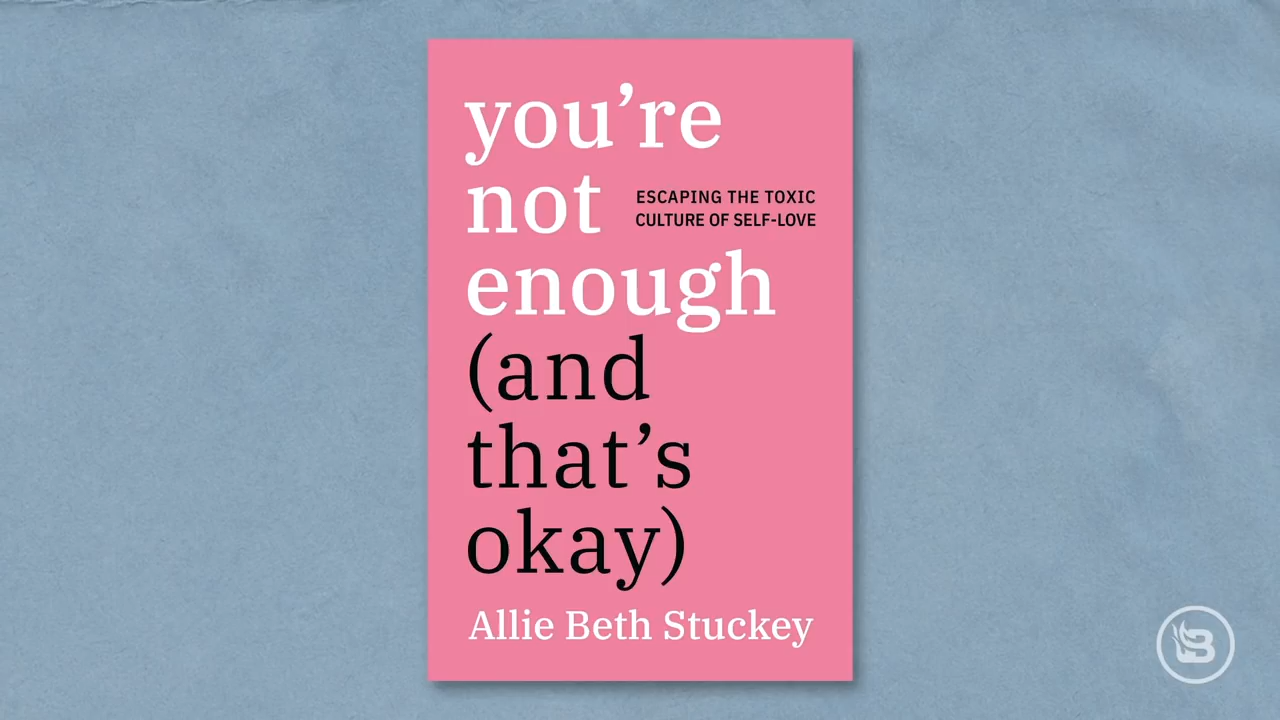 you’re
not
ESCAPING THE TOXIC
CULTURE OF SELF-LOVE
enough
(and
that’s
okay)
Allie Beth Stuckey
B